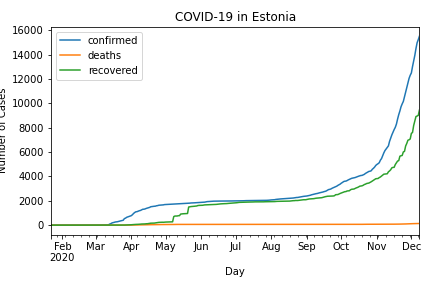 COVID-19 in Estonia
16000
14000
12000
10000
8000
6000
4000
2000
0
Number of Cases
confirmed
deaths
recovered
Feb Mar Apr May Jun Jul Aug Sep Oct Nov Dec
2020
Day